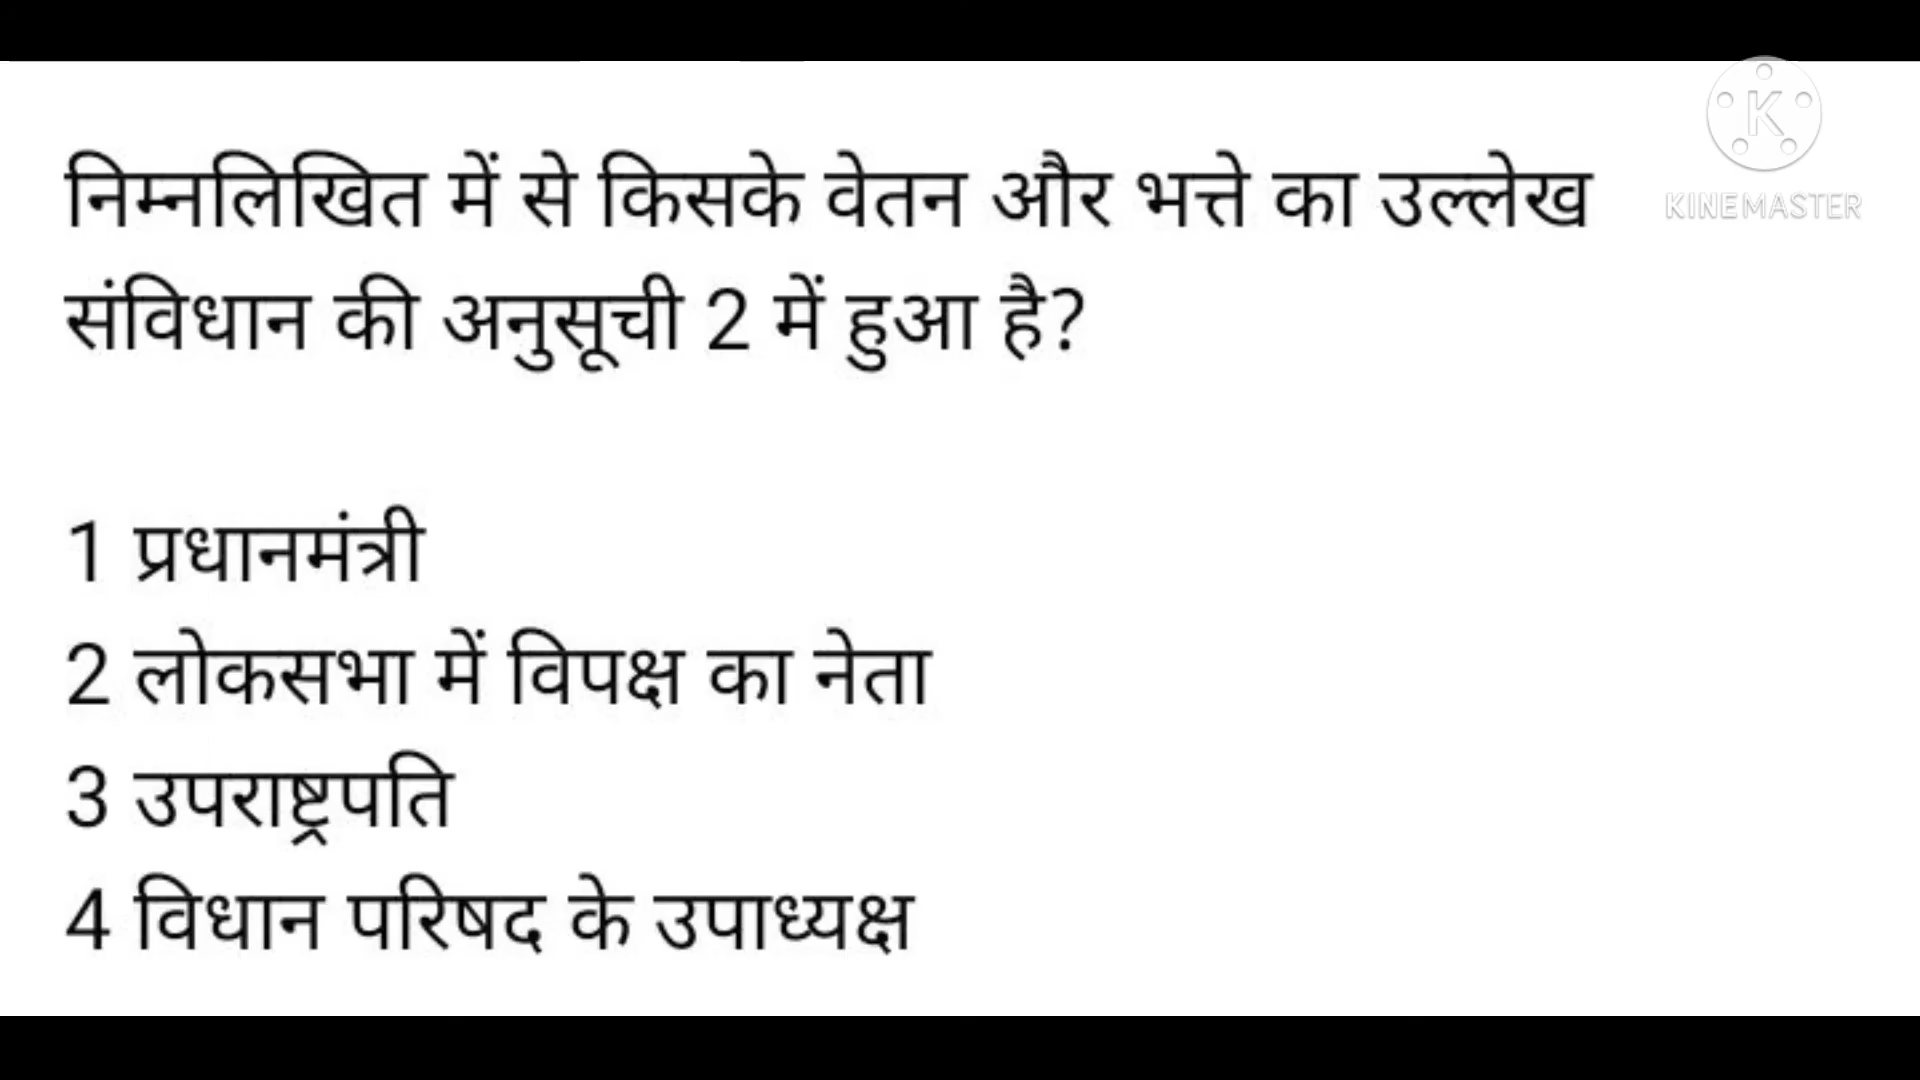 निम्नलिखित में से किसके वेतन और भत्ते का उल्लेख
संविधान की अनुसूची 2 में हुआ है?
1 प्रधानमंत्री
2 लोकसभा में विपक्ष का नेता
3 उपराष्ट्रपति
4 विधान परिषद के उपाध्यक्ष
K
KINEMASTER